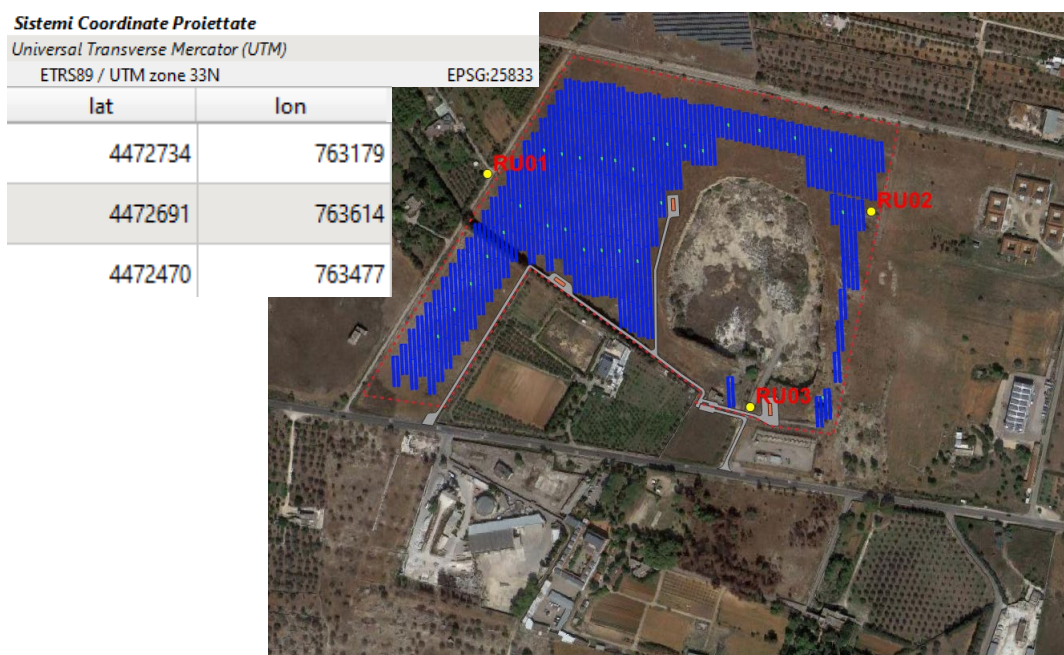 Sistemi Coordinate Proiettate
Universal Transverse Mercator (UTM)
ETRS89 / UTM zone 33N EPSG:25833
lat lon
4472734 763179
4472691 763614
4472470 763477
RU01
RU02
RU03